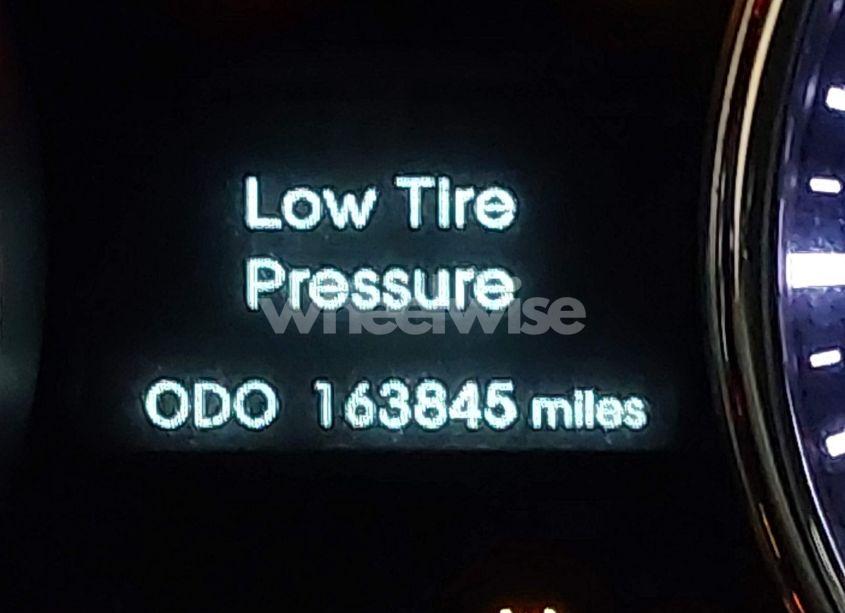 Low Tire
Pressure
wheelwise
ODO 163845 miles